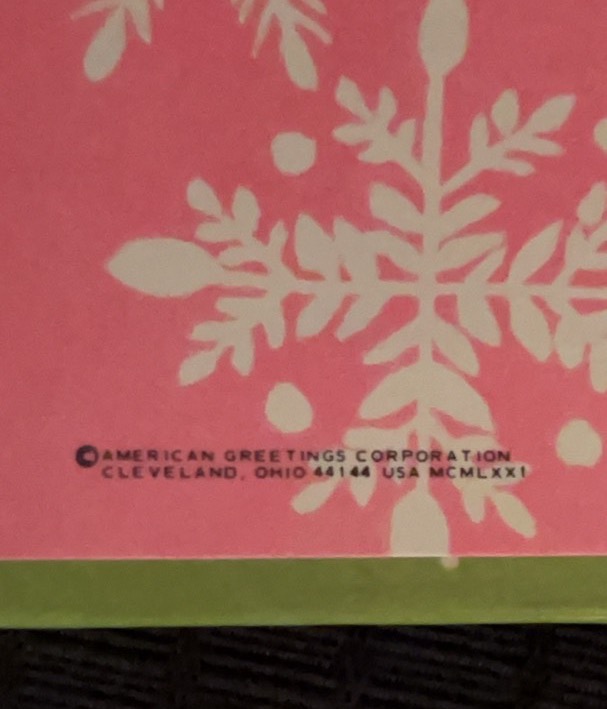 ©AMERICAN GREETINGS CORPORATION
CLEVELAND, OHIO 44144 USA MCMLXXI